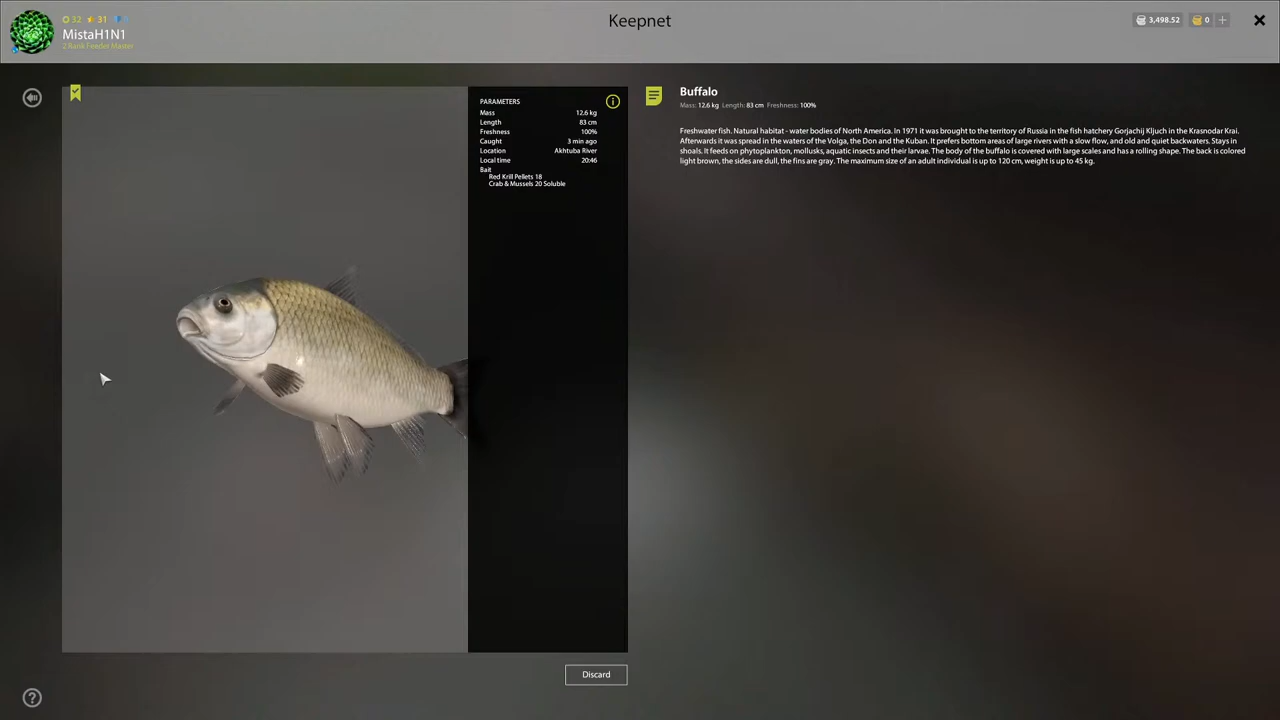 Keepnet
32 31
MistaH1N1
2 Rank Feeder Master
3,498.52
0
PARAMETERS
Mass 12.6 kg
Length 83 cm
Freshness 100%
Caught 3 min ago
Location Akhtuba River
Local time 20:46
Bait
Red Krill Pellets 18
Crab & Mussels 20 Soluble
Buffalo
Mass: 12.6 kg Length: 83 cm Freshness: 100%
Freshwater fish. Natural habitat - water bodies of North America. In 1971 it was brought to the territory of Russia in the fish hatchery Gorjachij Kljuch in the Krasnodar Krai.
Afterwards it was spread in the waters of the Volga, the Don and the Kuban. It prefers bottom areas of large rivers with a slow flow, and old and quiet backwaters. Stays in
shoals. It feeds on phytoplankton, mollusks, aquatic insects and their larvae. The body of the buffalo is covered with large scales and has a rolling shape. The back is colored
light brown, the sides are dull, the fins are gray. The maximum size of an adult individual is up to 120 cm, weight is up to 45 kg.
Discard